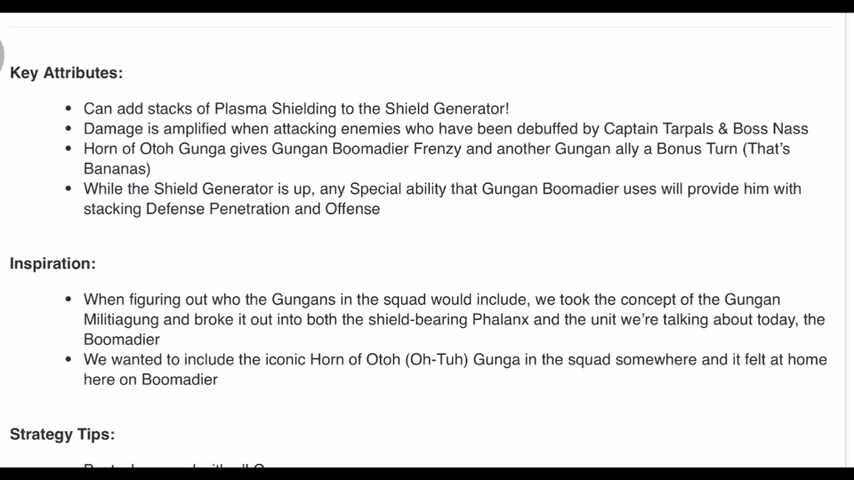 Key Attributes:
• Can add stacks of Plasma Shielding to the Shield Generator!
• Damage is amplified when attacking enemies who have been debuffed by Captain Tarpals & Boss Nass
• Horn of Otoh Gunga gives Gungan Boomadier Frenzy and another Gungan ally a Bonus Turn (That's
Bananas)
• While the Shield Generator is up, any Special ability that Gungan Boomadier uses will provide him with
stacking Defense Penetration and Offense
Inspiration:
• When figuring out who the Gungans in the squad would include, we took the concept of the Gungan
Militiagung and broke it out into both the shield-bearing Phalanx and the unit we're talking about today, the
Boomadier
• We wanted to include the iconic Horn of Otoh (Oh-Tuh) Gunga in the squad somewhere and it felt at home
here on Boomadier
Strategy Tips: